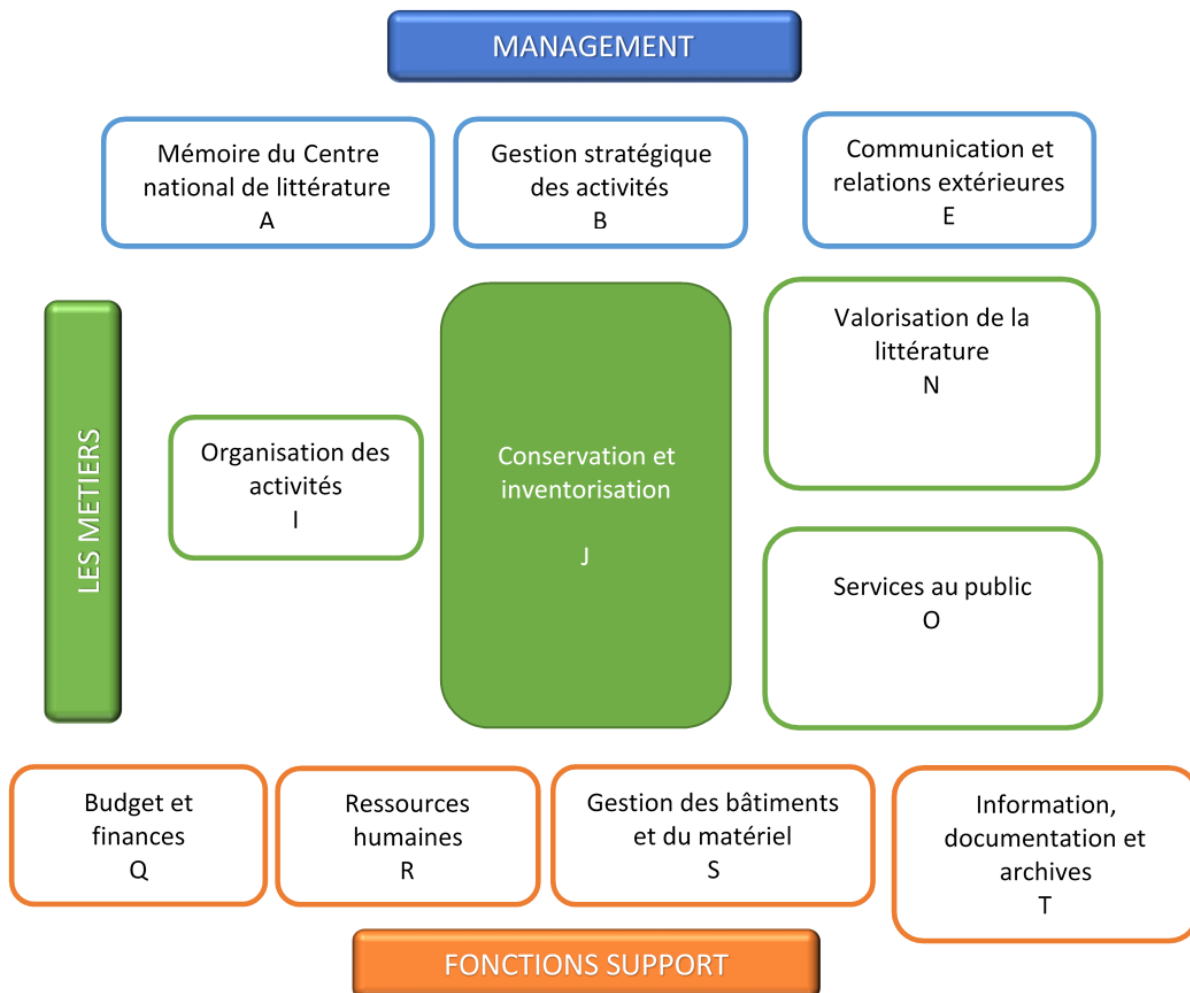 MANAGEMENT
Mémoire du Centre
national de littérature
A
Gestion stratégique
des activités
B
Communication et
relations extérieures
E
LES METIERS
Organisation des
activités
I
Conservation et
inventorisation
J
Valorisation de la
littérature
N
Services au public
O
Budget et
finances
Q
Ressources
humaines
R
Gestion des bâtiments
et du matériel
S
Information,
documentation et
archives
T
FONCTIONS SUPPORT